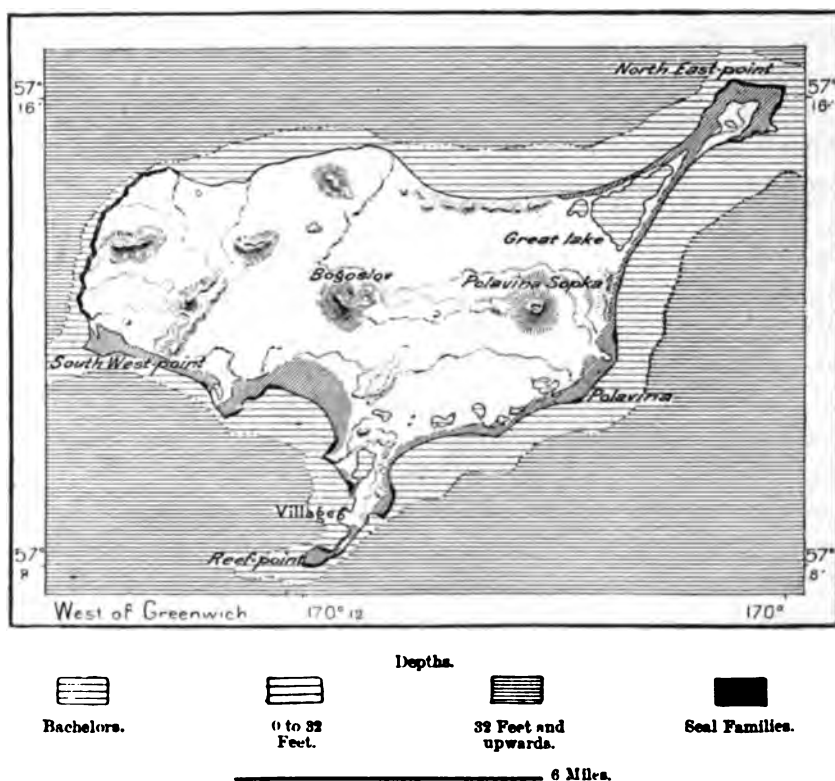 North East-point
57° 57°
16' 16'
Great lake
Bogoslov Polavina Sopka
South West-point
Polavina
Village
Reef-point
57° 57°
8' 8'
West of Greenwich 170° 12 170°
Depths.
Bachelors. 0 to 32 Feet. 32 Feet and upwards. Seal Families.
6 Miles.